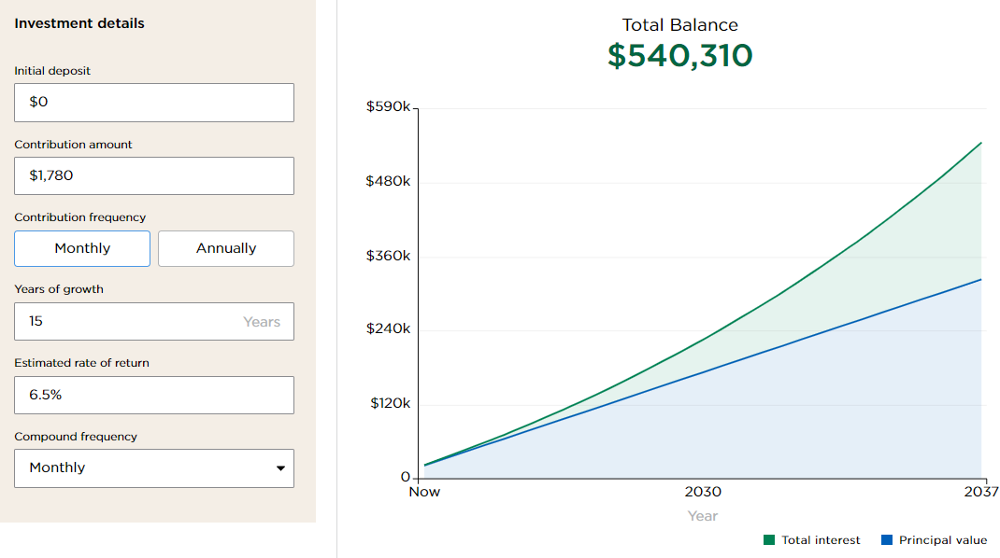 Investment details
Initial deposit
$0
Contribution amount
$1,780
Contribution frequency
Monthly Annually
Years of growth
15 Years
Estimated rate of return
6.5%
Compound frequency
Monthly
Total Balance
$540,310
$590k
$480k
$360k
$240k
$120k
0
Now 2030 2037
Year
Total interest Principal value